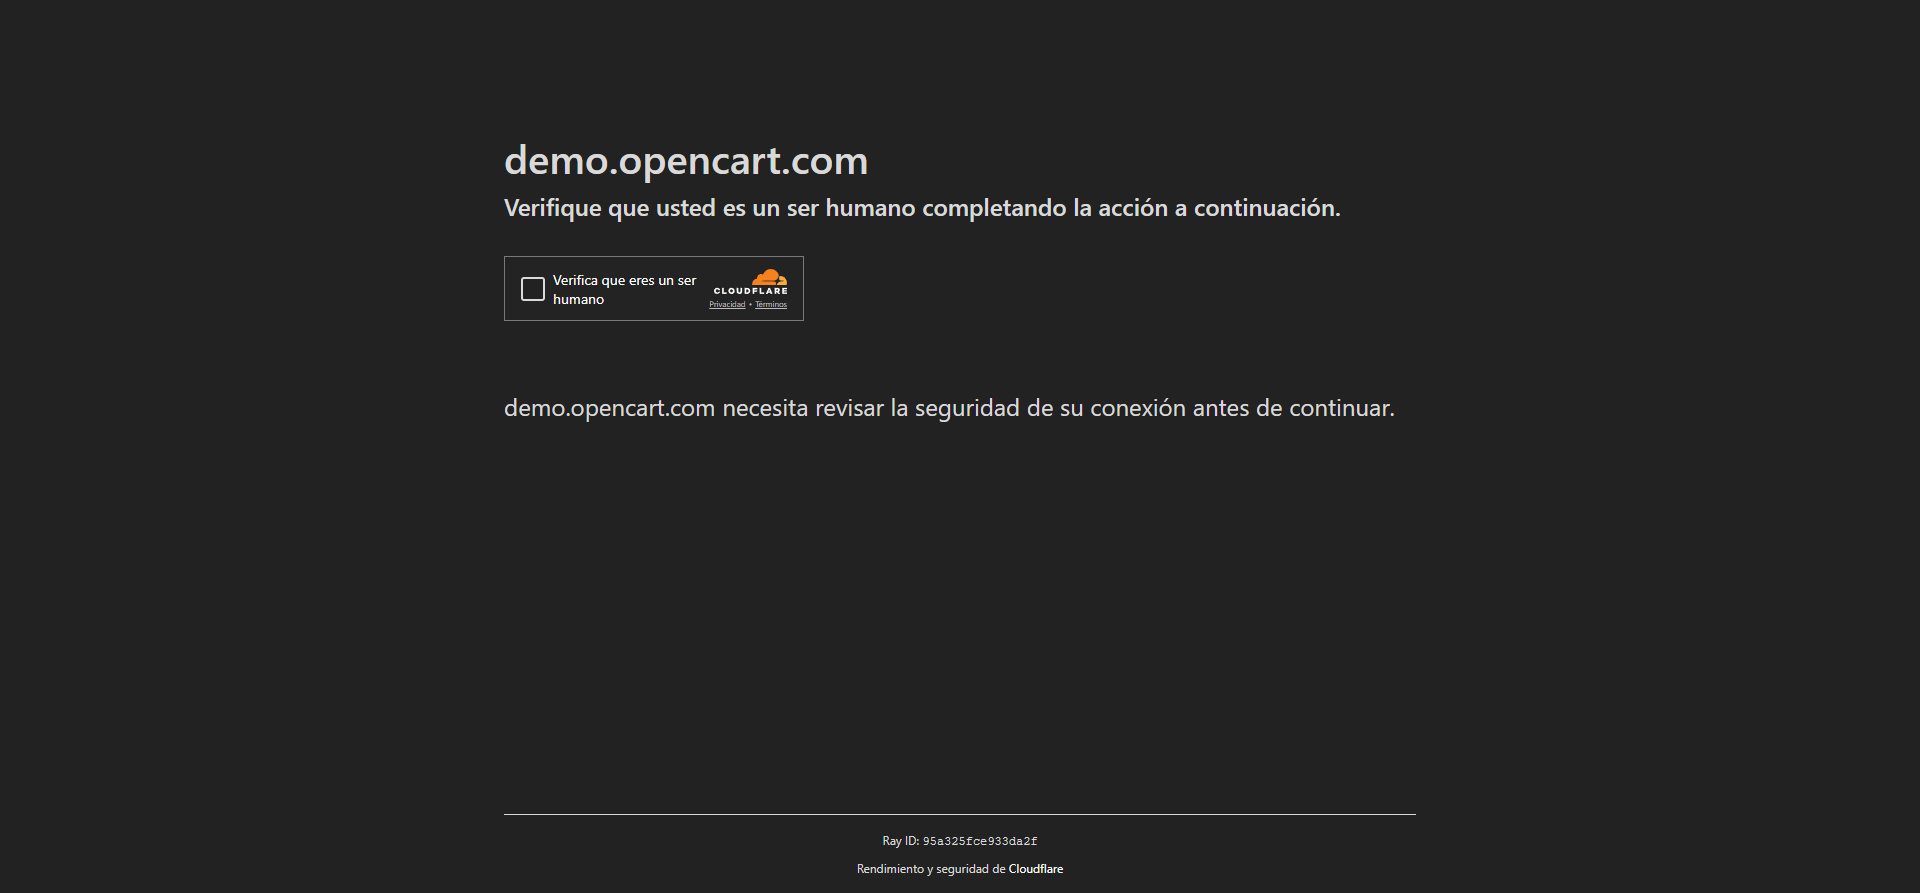 demo.opencart.com
Verifique que usted es un ser humano completando la acción a continuación.
Verifica que eres un ser
humano
CLOUDFLARE
Privacidad • Términos
demo.opencart.com necesita revisar la seguridad de su conexión antes de continuar.
Ray ID: 95a325fce933da2f
Rendimiento y seguridad de Cloudflare